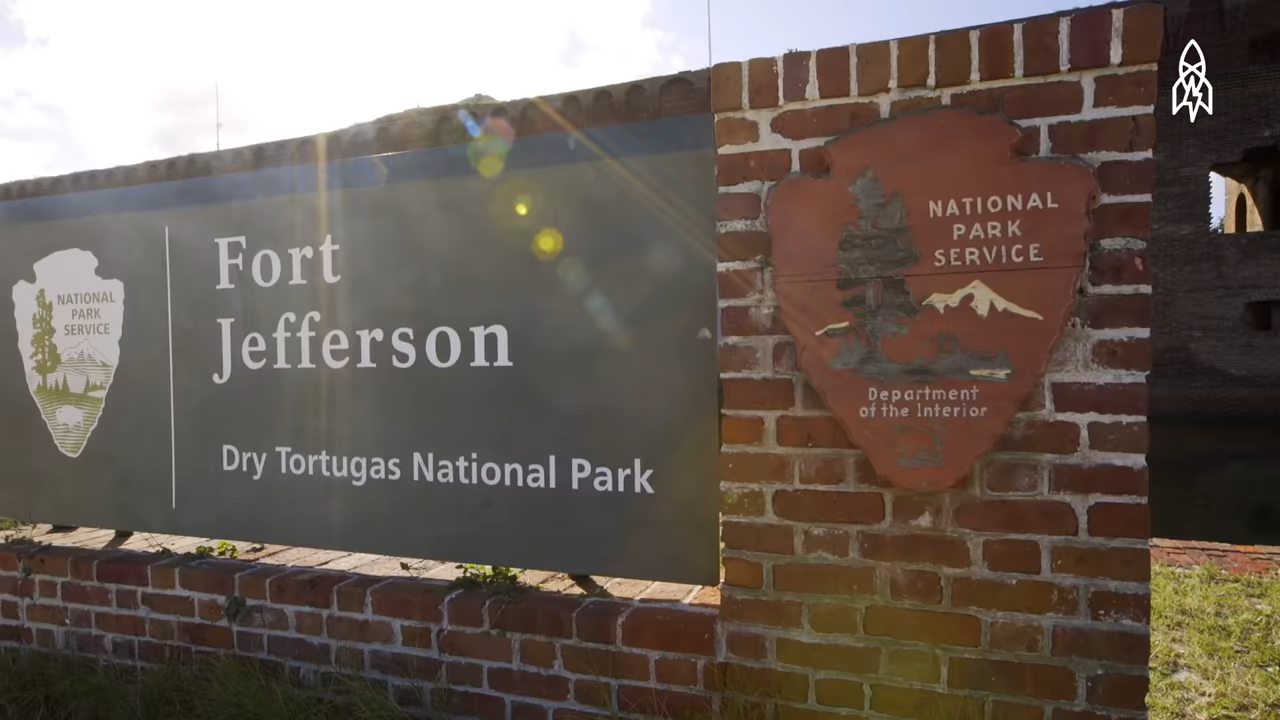 NATIONAL
PARK
SERVICE
Fort
Jefferson
Dry Tortugas National Park
NATIONAL
PARK
SERVICE
Department
of the Interior